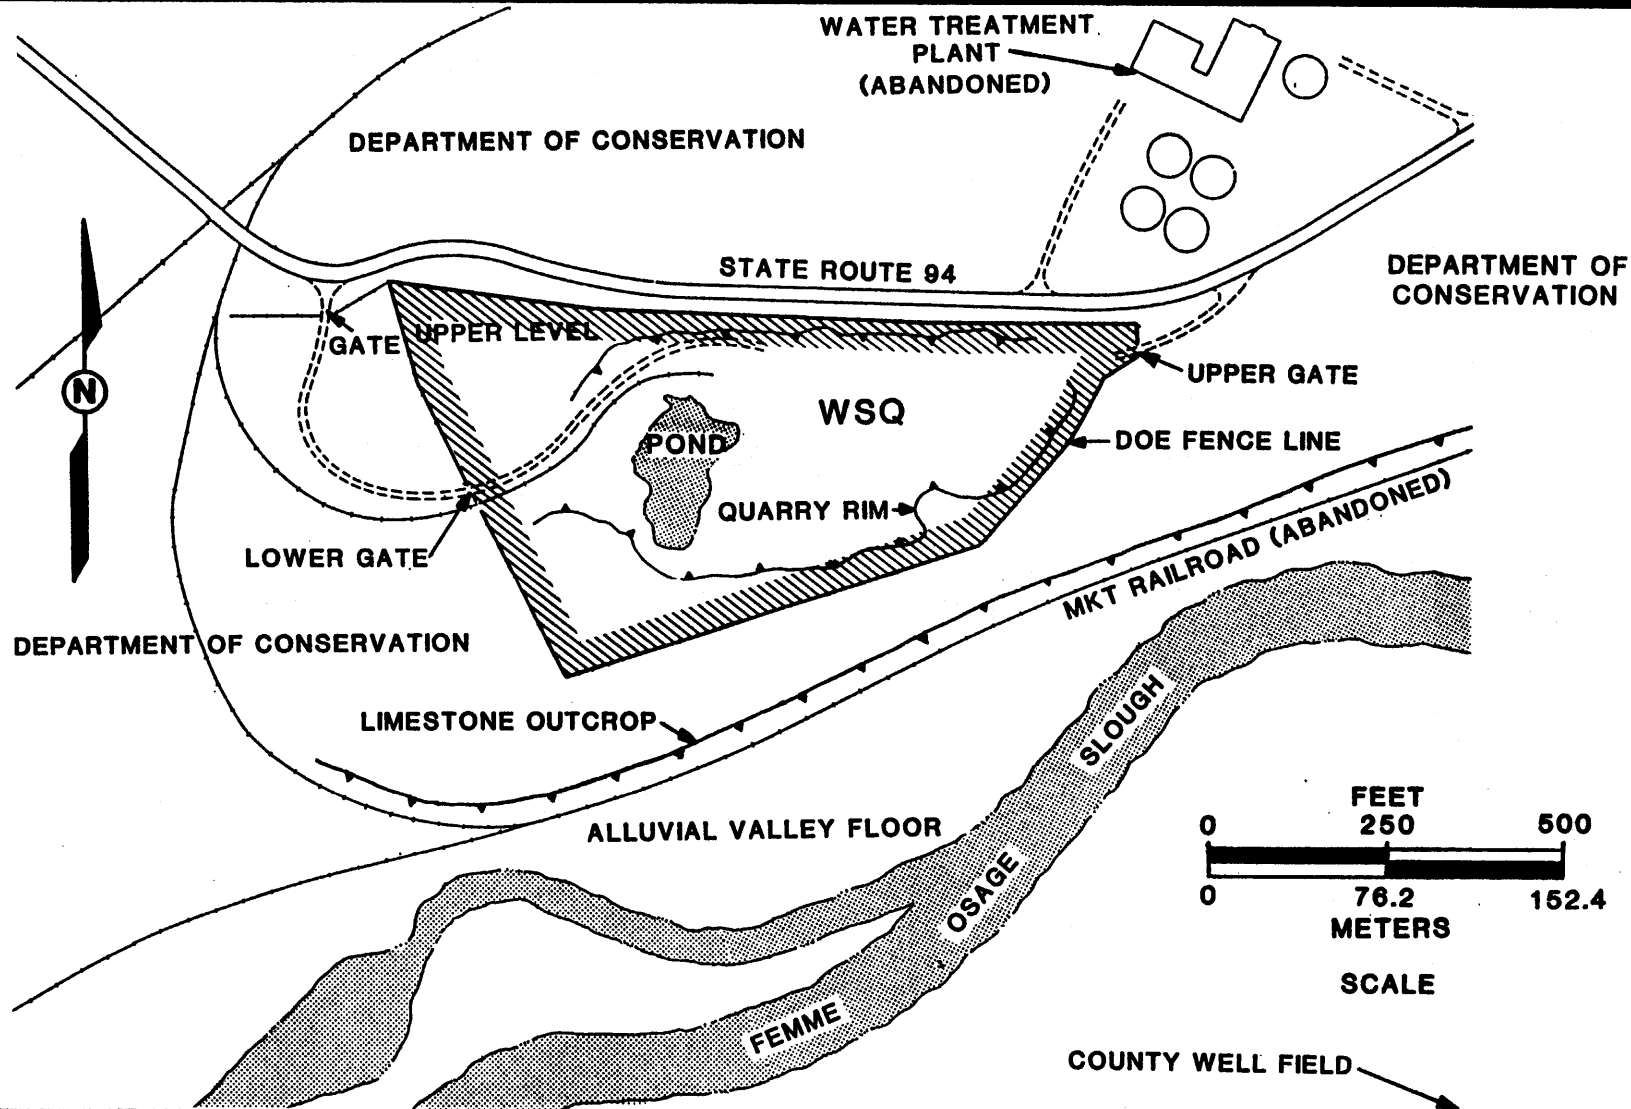 WATER TREATMENT
PLANT
(ABANDONED)
DEPARTMENT OF CONSERVATION
STATE ROUTE 94
DEPARTMENT OF
CONSERVATION
GATE
UPPER LEVEL
UPPER GATE
N
WSQ
POND
DOE FENCE LINE
QUARRY RIM
LOWER GATE
MKT RAILROAD (ABANDONED)
DEPARTMENT OF CONSERVATION
LIMESTONE OUTCROP
ALLUVIAL VALLEY FLOOR
FEMME OSAGE SLOUGH
FEET
0 250 500
0 76.2 152.4
METERS
SCALE
COUNTY WELL FIELD